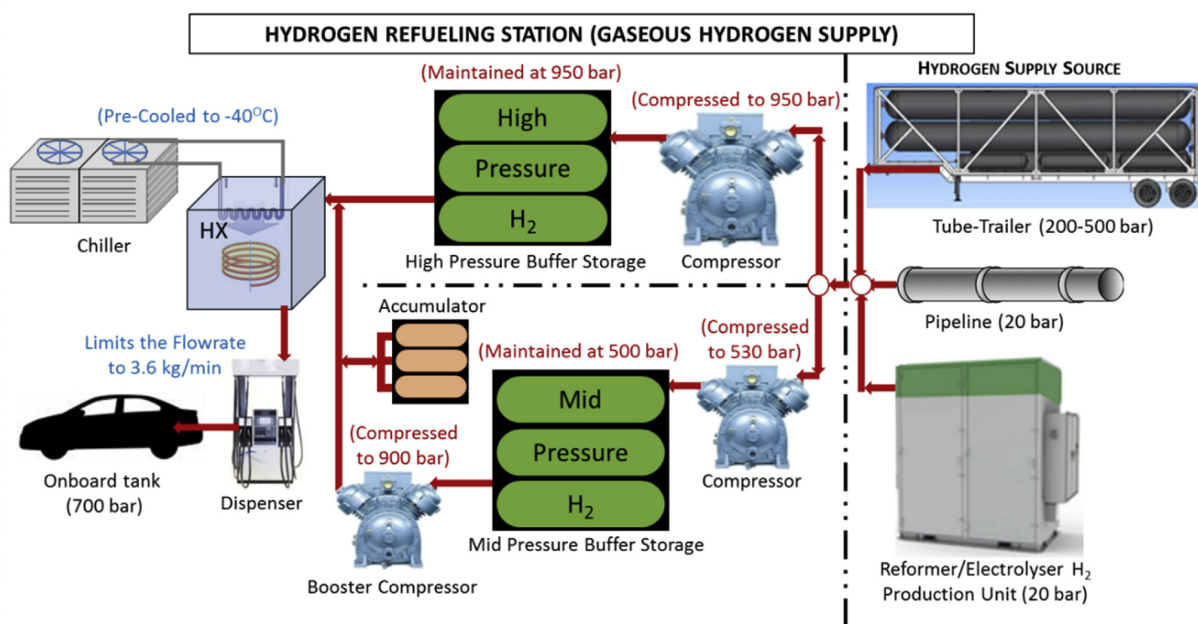 HYDROGEN REFUELING STATION (GASEOUS HYDROGEN SUPPLY)
HYDROGEN SUPPLY SOURCE
(Maintained at 950 bar)
(Compressed to 950 bar)
(Pre-Cooled to -40⁰C)
High
Pressure
H₂
HX
Chiller
High Pressure Buffer Storage
Compressor
Tube-Trailer (200-500 bar)
Accumulator
Pipeline (20 bar)
Limits the Flowrate
to 3.6 kg/min
(Maintained at 500 bar)
(Compressed
to 530 bar)
Mid
Pressure
H₂
(Compressed
to 900 bar)
Onboard tank
(700 bar)
Dispenser
Compressor
Mid Pressure Buffer Storage
Booster Compressor
Reformer/Electrolyser H₂
Production Unit (20 bar)